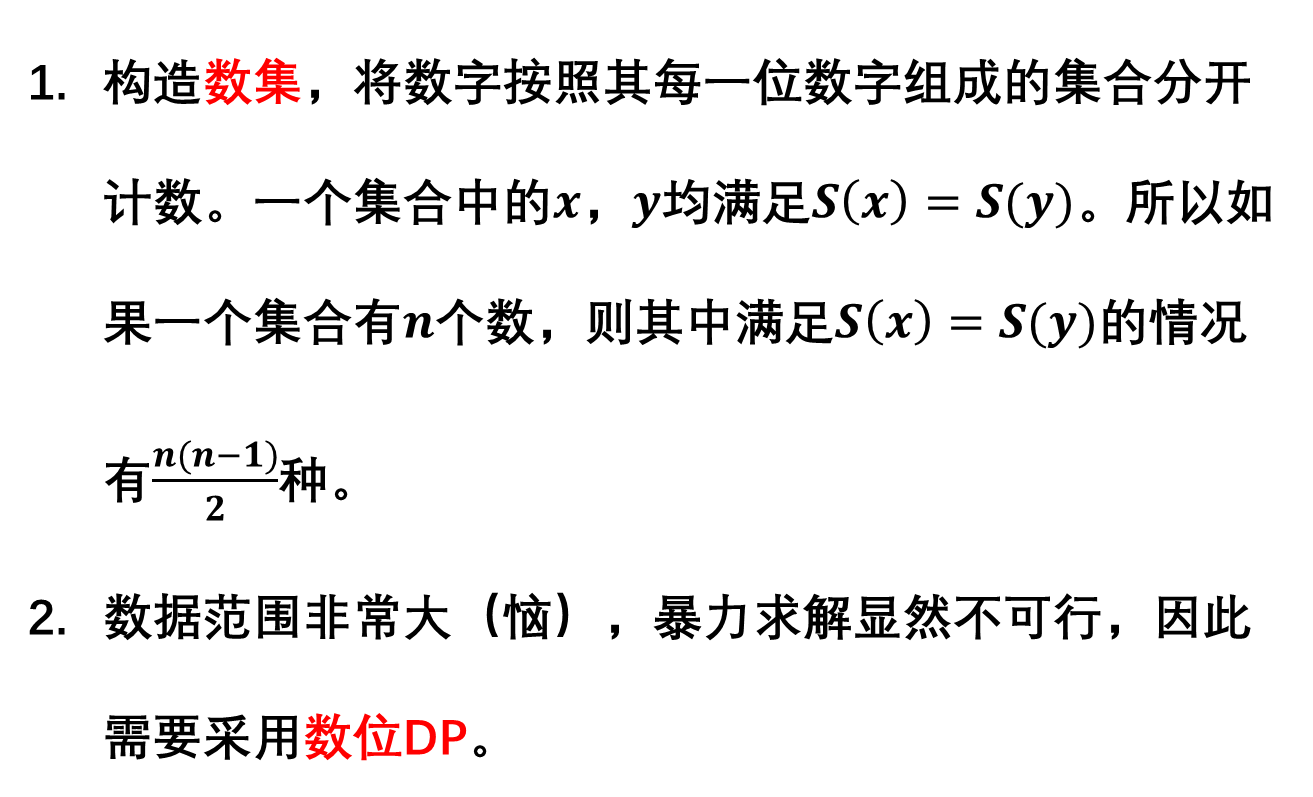 1. 构造数集，将数字按照其每一位数字组成的集合分开
计数。一个集合中的x，y均满足S(x) = S(y)。所以如
果一个集合有n个数，则其中满足S(x) = S(y)的情况
有\frac{n(n-1)}{2}种。
2. 数据范围非常大（恼），暴力求解显然不可行，因此
需要采用数位DP。